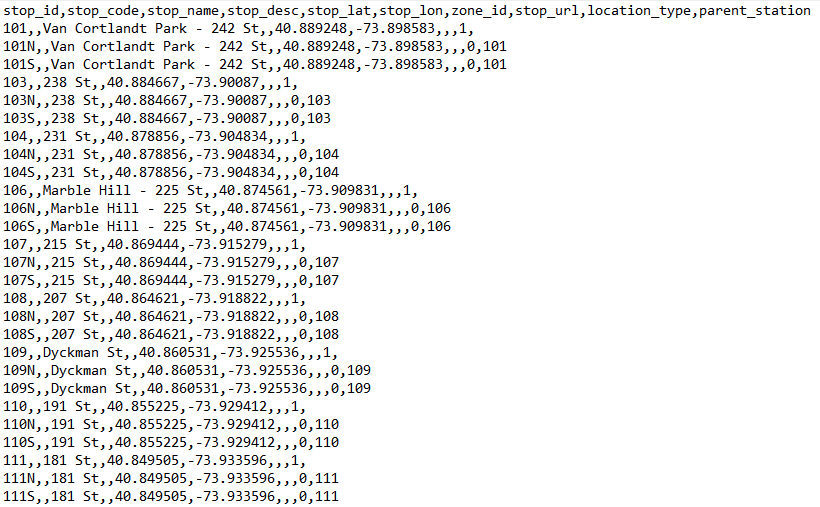 stop_id,stop_code,stop_name,stop_desc,stop_lat,stop_lon,zone_id,stop_url,location_type,parent_station
101,,Van Cortlandt Park - 242 St,,40.889248,-73.898583,,,1,
101N,,Van Cortlandt Park - 242 St,,40.889248,-73.898583,,,0,101
101S,,Van Cortlandt Park - 242 St,,40.889248,-73.898583,,,0,101
103,,238 St,,40.884667,-73.90087,,,1,
103N,,238 St,,40.884667,-73.90087,,,0,103
103S,,238 St,,40.884667,-73.90087,,,0,103
104,,231 St,,40.878856,-73.904834,,,1,
104N,,231 St,,40.878856,-73.904834,,,0,104
104S,,231 St,,40.878856,-73.904834,,,0,104
106,,Marble Hill - 225 St,,40.874561,-73.909831,,,1,
106N,,Marble Hill - 225 St,,40.874561,-73.909831,,,0,106
106S,,Marble Hill - 225 St,,40.874561,-73.909831,,,0,106
107,,215 St,,40.869444,-73.915279,,,1,
107N,,215 St,,40.869444,-73.915279,,,0,107
107S,,215 St,,40.869444,-73.915279,,,0,107
108,,207 St,,40.864621,-73.918822,,,1,
108N,,207 St,,40.864621,-73.918822,,,0,108
108S,,207 St,,40.864621,-73.918822,,,0,108
109,,Dyckman St,,40.860531,-73.925536,,,1,
109N,,Dyckman St,,40.860531,-73.925536,,,0,109
109S,,Dyckman St,,40.860531,-73.925536,,,0,109
110,,191 St,,40.855225,-73.929412,,,1,
110N,,191 St,,40.855225,-73.929412,,,0,110
110S,,191 St,,40.855225,-73.929412,,,0,110
111,,181 St,,40.849505,-73.933596,,,1,
111N,,181 St,,40.849505,-73.933596,,,0,111
111S,,181 St,,40.849505,-73.933596,,,0,111